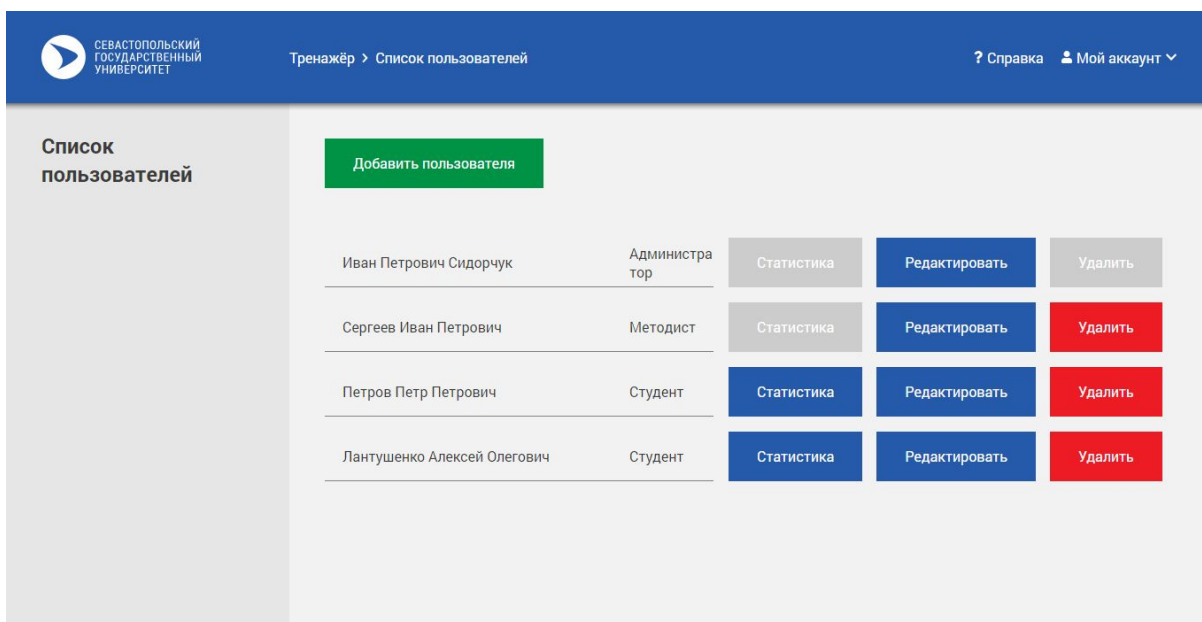 СЕВАСТОПОЛЬСКИЙ
ГОСУДАРСТВЕННЫЙ
УНИВЕРСИТЕТ
Тренажёр > Список пользователей
? Справка Мой аккаунт
Список
пользователей
Добавить пользователя
Иван Петрович Сидорчук
Администра
тор
Статистика Редактировать Удалить
Сергеев Иван Петрович Методист Статистика Редактировать Удалить
Петров Петр Петрович Студент Статистика Редактировать Удалить
Лантушенко Алексей Олегович Студент Статистика Редактировать Удалить